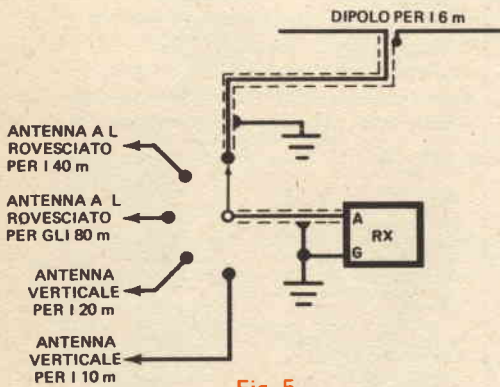 DIPOLO PER I 6 m
ANTENNA A L
ROVESCIATO
PER I 40 m
ANTENNA A L
ROVESCIATO
PER GLI 80 m
ANTENNA
VERTICALE
PER I 20 m
ANTENNA
VERTICALE
PER I 10 m
A
RX
G
Fig. 5